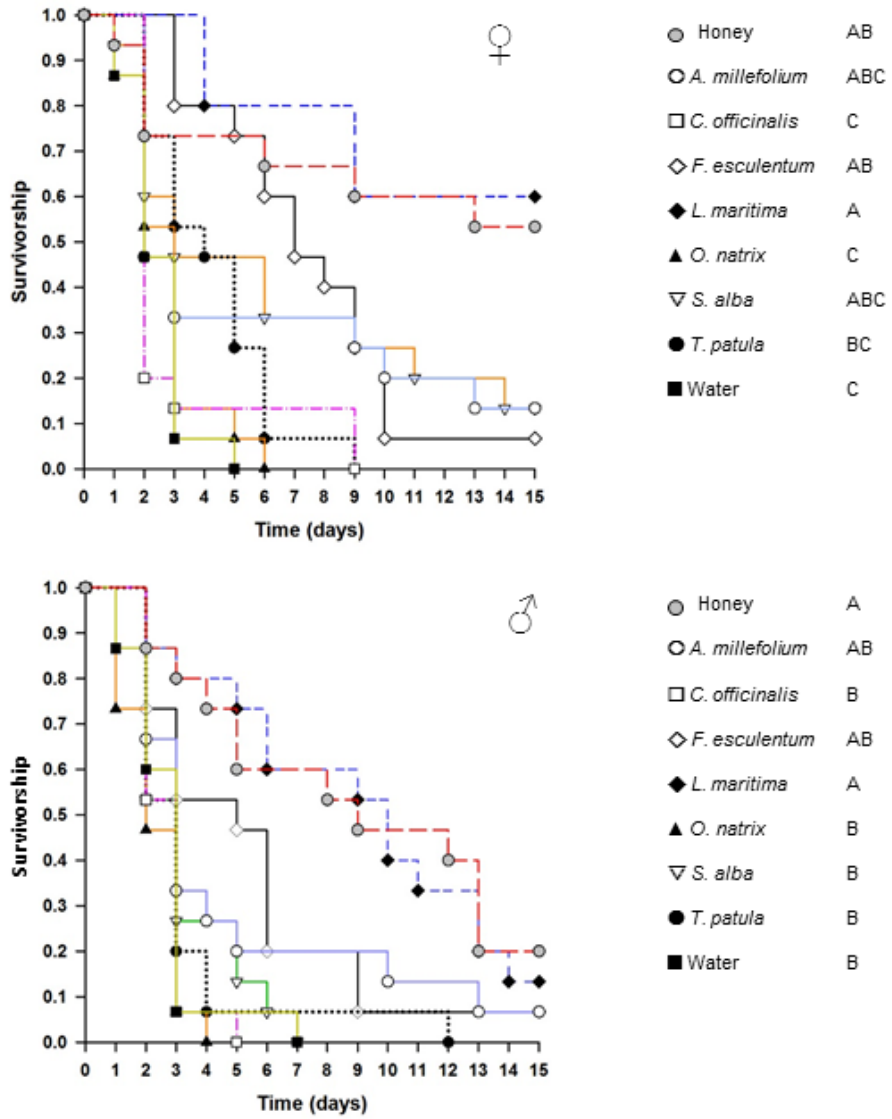 1.0
0.9
0.8
0.7
0.6
0.5
0.4
0.3
0.2
0.1
0.0
Survivorship
0 1 2 3 4 5 6 7 8 9 10 11 12 13 14 15
Time (days)
♀
Honey AB
A. millefolium ABC
C. officinalis C
F. esculentum AB
L. maritima A
O. natrix C
S. alba ABC
T. patula BC
Water C
1.0
0.9
0.8
0.7
0.6
0.5
0.4
0.3
0.2
0.1
0.0
Survivorship
0 1 2 3 4 5 6 7 8 9 10 11 12 13 14 15
Time (days)
♂
Honey A
A. millefolium AB
C. officinalis B
F. esculentum AB
L. maritima A
O. natrix B
S. alba B
T. patula B
Water B